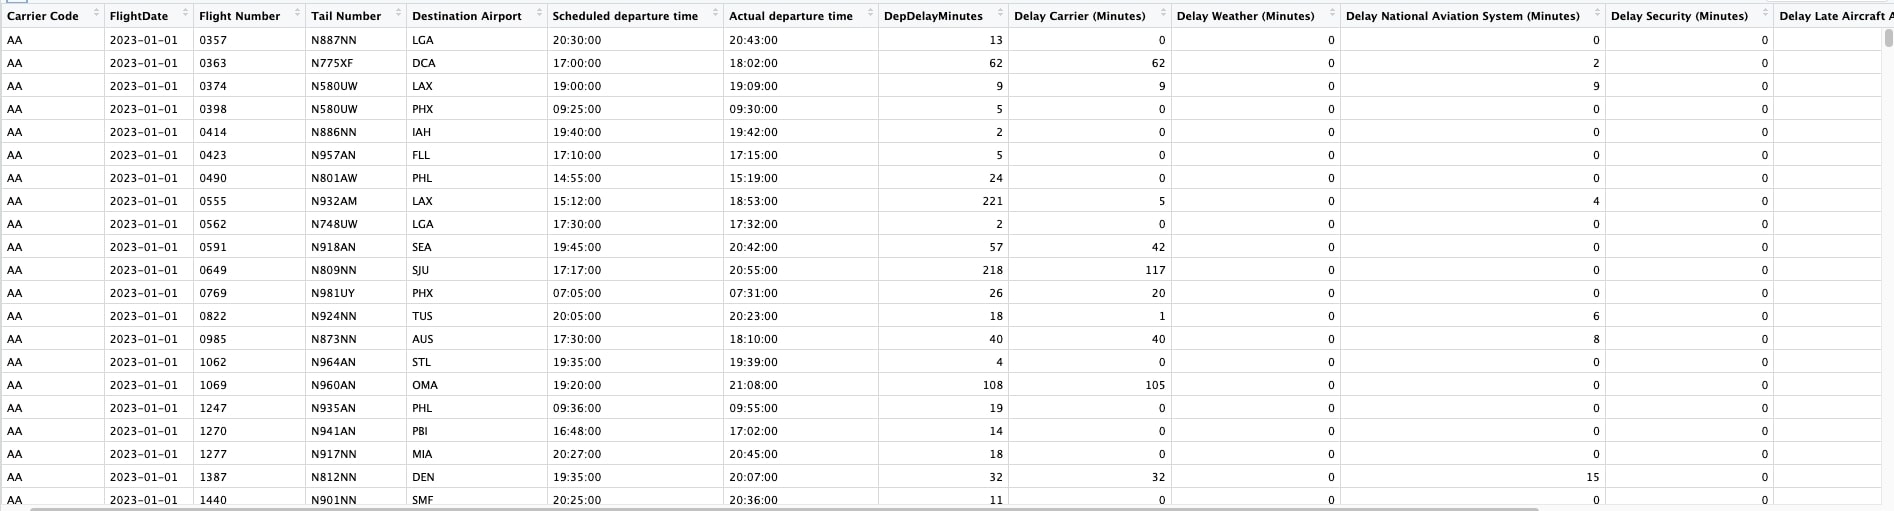 Carrier Code FlightDate Flight Number Tail Number Destination Airport Scheduled departure time Actual departure time DepDelayMinutes Delay Carrier (Minutes) Delay Weather (Minutes) Delay National Aviation System (Minutes) Delay Security (Minutes) Delay Late Aircraft A
AA 2023-01-01 0357 N887NN LGA 20:30:00 20:43:00 13 0 0 0 0
AA 2023-01-01 0363 N775XF DCA 17:00:00 18:02:00 62 62 0 2 0
AA 2023-01-01 0374 N580UW LAX 19:00:00 19:09:00 9 9 0 9 0
AA 2023-01-01 0398 N580UW PHX 09:25:00 09:30:00 5 0 0 0 0
AA 2023-01-01 0414 N886NN IAH 19:40:00 19:42:00 2 0 0 0 0
AA 2023-01-01 0423 N957AN FLL 17:10:00 17:15:00 5 0 0 0 0
AA 2023-01-01 0490 N801AW PHL 14:55:00 15:19:00 24 0 0 0 0
AA 2023-01-01 0555 N932AM LAX 15:12:00 18:53:00 221 5 0 4 0
AA 2023-01-01 0562 N748UW LGA 17:30:00 17:32:00 2 0 0 0 0
AA 2023-01-01 0591 N918AN SEA 19:45:00 20:42:00 57 42 0 0 0
AA 2023-01-01 0649 N809NN SJU 17:17:00 20:55:00 218 117 0 0 0
AA 2023-01-01 0769 N981UY PHX 07:05:00 07:31:00 26 20 0 0 0
AA 2023-01-01 0822 N924NN TUS 20:05:00 20:23:00 18 1 0 6 0
AA 2023-01-01 0985 N873NN AUS 17:30:00 18:10:00 40 40 0 8 0
AA 2023-01-01 1062 N964AN STL 19:35:00 19:39:00 4 0 0 0 0
AA 2023-01-01 1069 N960AN OMA 19:20:00 21:08:00 108 105 0 0 0
AA 2023-01-01 1247 N935AN PHL 09:36:00 09:55:00 19 0 0 0 0
AA 2023-01-01 1270 N941AN PBI 16:48:00 17:02:00 14 0 0 0 0
AA 2023-01-01 1277 N917NN MIA 20:27:00 20:45:00 18 0 0 0 0
AA 2023-01-01 1387 N812NN DEN 19:35:00 20:07:00 32 32 0 15 0
AA 2023-01-01 1440 N901NN SMF 20:25:00 20:36:00 11 0 0 0 0